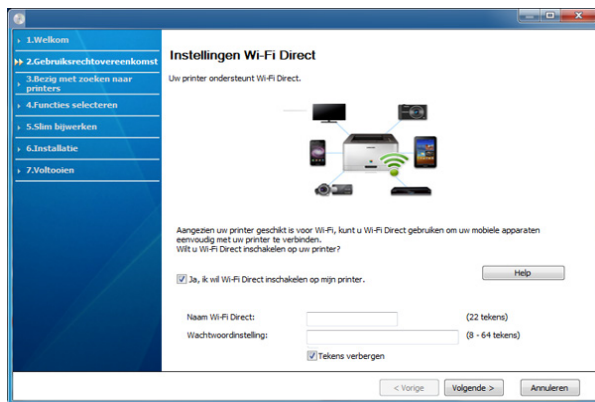 1.Welkom
2.Gebruiksrechtovereenkomst
3.Bezig met zoeken naar
printers
4.Functies selecteren
5.Slim bijwerken
6.Installatie
7.Voltooien
Instellingen Wi-Fi Direct
Uw printer ondersteunt Wi-Fi Direct.
Aangezien uw printer geschikt is voor Wi-Fi, kunt u Wi-Fi Direct gebruiken om uw mobiele apparaten
eenvoudig met uw printer te verbinden.
Wilt u Wi-Fi Direct inschakelen op uw printer?
Ja, ik wil Wi-Fi Direct inschakelen op mijn printer.
Help
Naam Wi-Fi Direct: (22 tekens)
Wachtwoordinstelling: (8 - 64 tekens)
Tekens verbergen
< Vorige Volgende > Annuleren